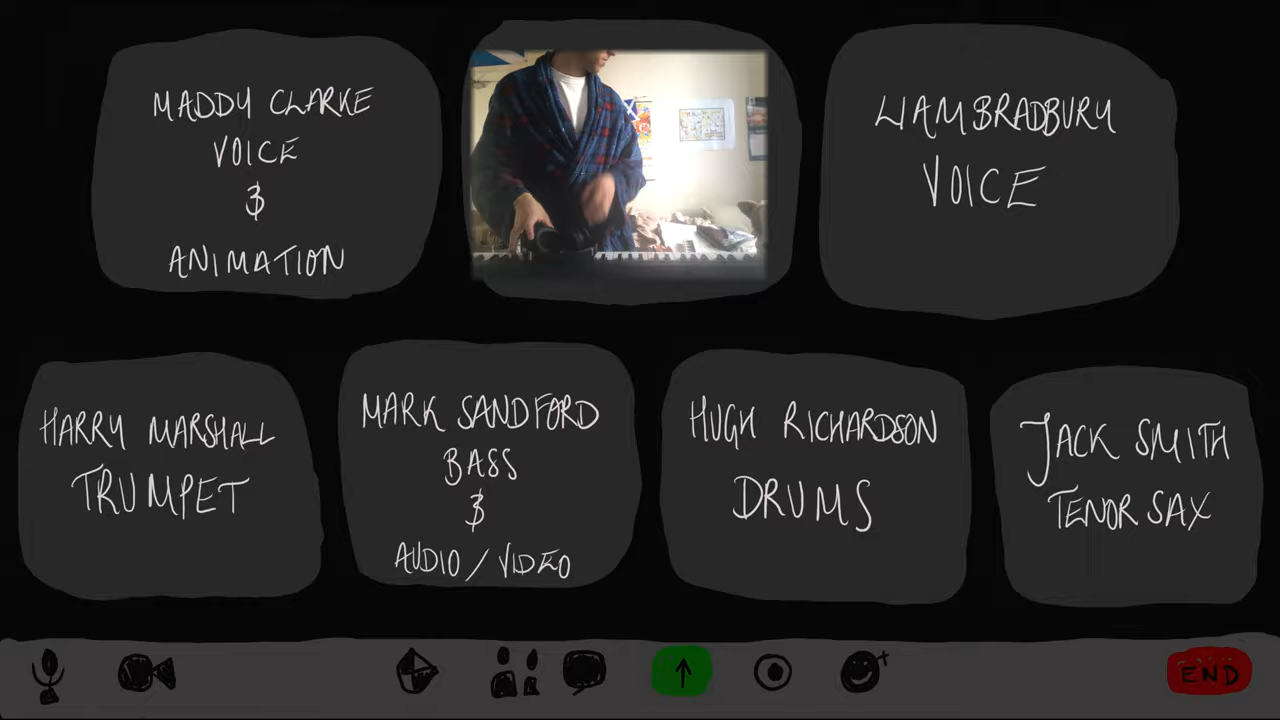 MADDY CLARKE
VOICE
&
ANIMATION
LIAM BRADBURY
VOICE
HARRY MARSHALL
TRUMPET
MARK SANDFORD
BASS
&
AUDIO/VIDEO
HUGH RICHARDSON
DRUMS
JACK SMITH
TENOR SAX
END